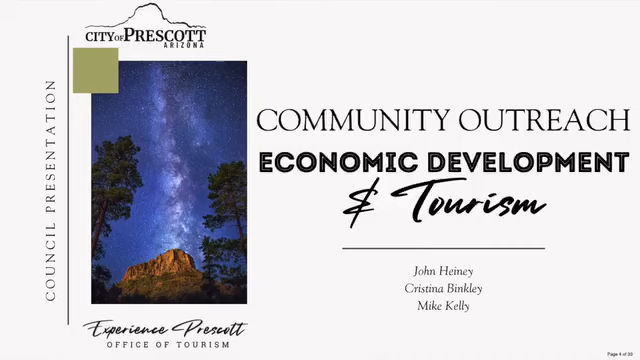 CITY OF PRESCOTT
ARIZONA
COUNCIL PRESENTATION
COMMUNITY OUTREACH
ECONOMIC DEVELOPMENT
& Tourism
John Heiney
Cristina Binkley
Mike Kelly
Experience Prescott
OFFICE OF TOURISM